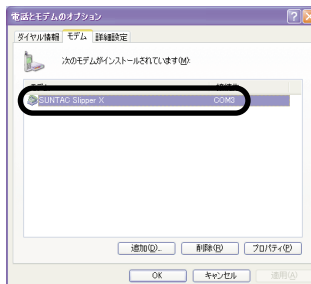 電話とモデムのオプション
ダイヤル情報 モデム 詳細設定
次のモデムがインストールされています(M):
SUNTAC Slipper X COM3
追加(D)... 削除(R) プロパティ(P)
OK キャンセル 適用(A)